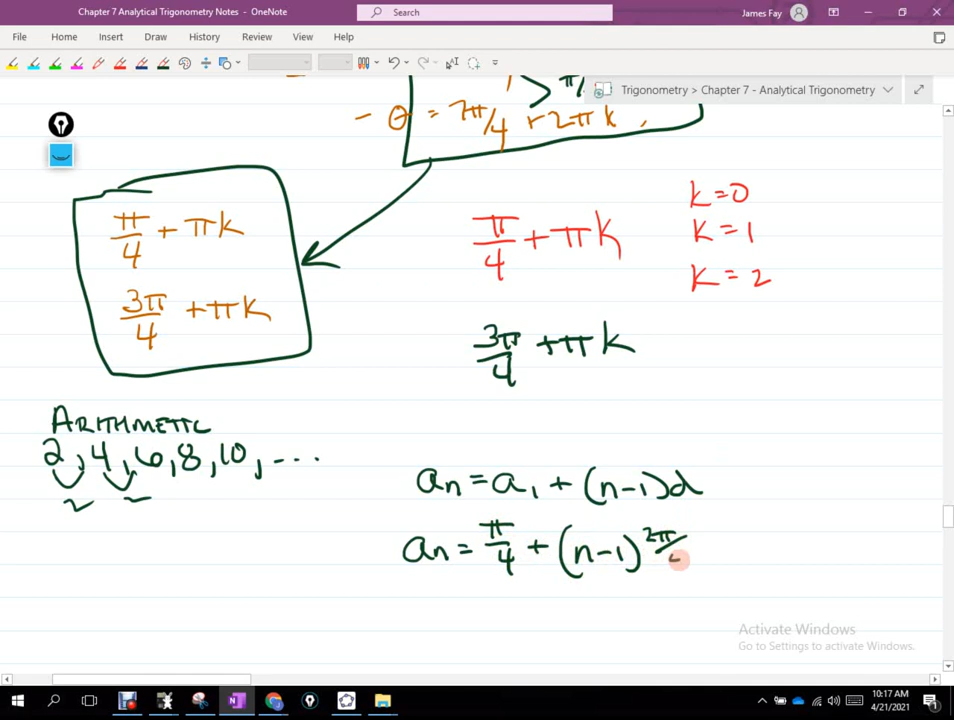 Chapter 7 Analytical Trigonometry Notes - OneNote
Search
James Fay
File Home Insert Draw History Review View Help
Trigonometry > Chapter 7 - Analytical Trigonometry
- θ = 7π/4 + 2πk,
π/4 + πk
3π/4 + πk
π/4 + πk
k=0
k=1
k=2
3π/4 + πk
ARITHMETIC
2, 4, 6, 8, 10, ...
2 2
an = a1 + (n-1)d
an = π/4 + (n-1) 2π/
Activate Windows
Go to Settings to activate Windows.
10:17 AM
4/21/2021